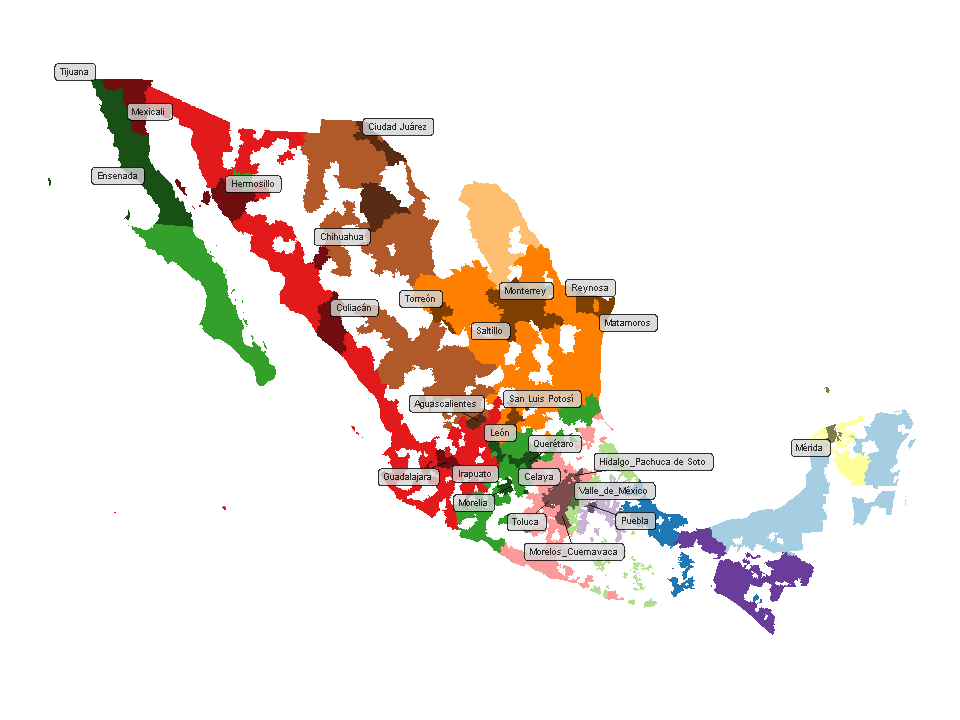 Tijuana
Mexicali
Ciudad Juárez
Ensenada
Hermosillo
Chihuahua
Monterrey
Reynosa
Torreón
Culiacán
Matamoros
Saltillo
San Luis Potosí
Aguascalientes
León
Querétaro
Mérida
Hidalgo_Pachuca de Soto
Guadalajara
Irapuato
Celaya
Valle_de_México
Morelia
Toluca
Puebla
Morelos_Cuernavaca